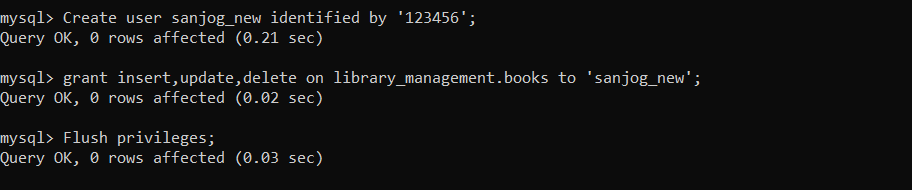 mysql> Create user sanjog_new identified by '123456';
Query OK, 0 rows affected (0.21 sec)
mysql> grant insert,update,delete on library_management.books to 'sanjog_new';
Query OK, 0 rows affected (0.02 sec)
mysql> Flush privileges;
Query OK, 0 rows affected (0.03 sec)